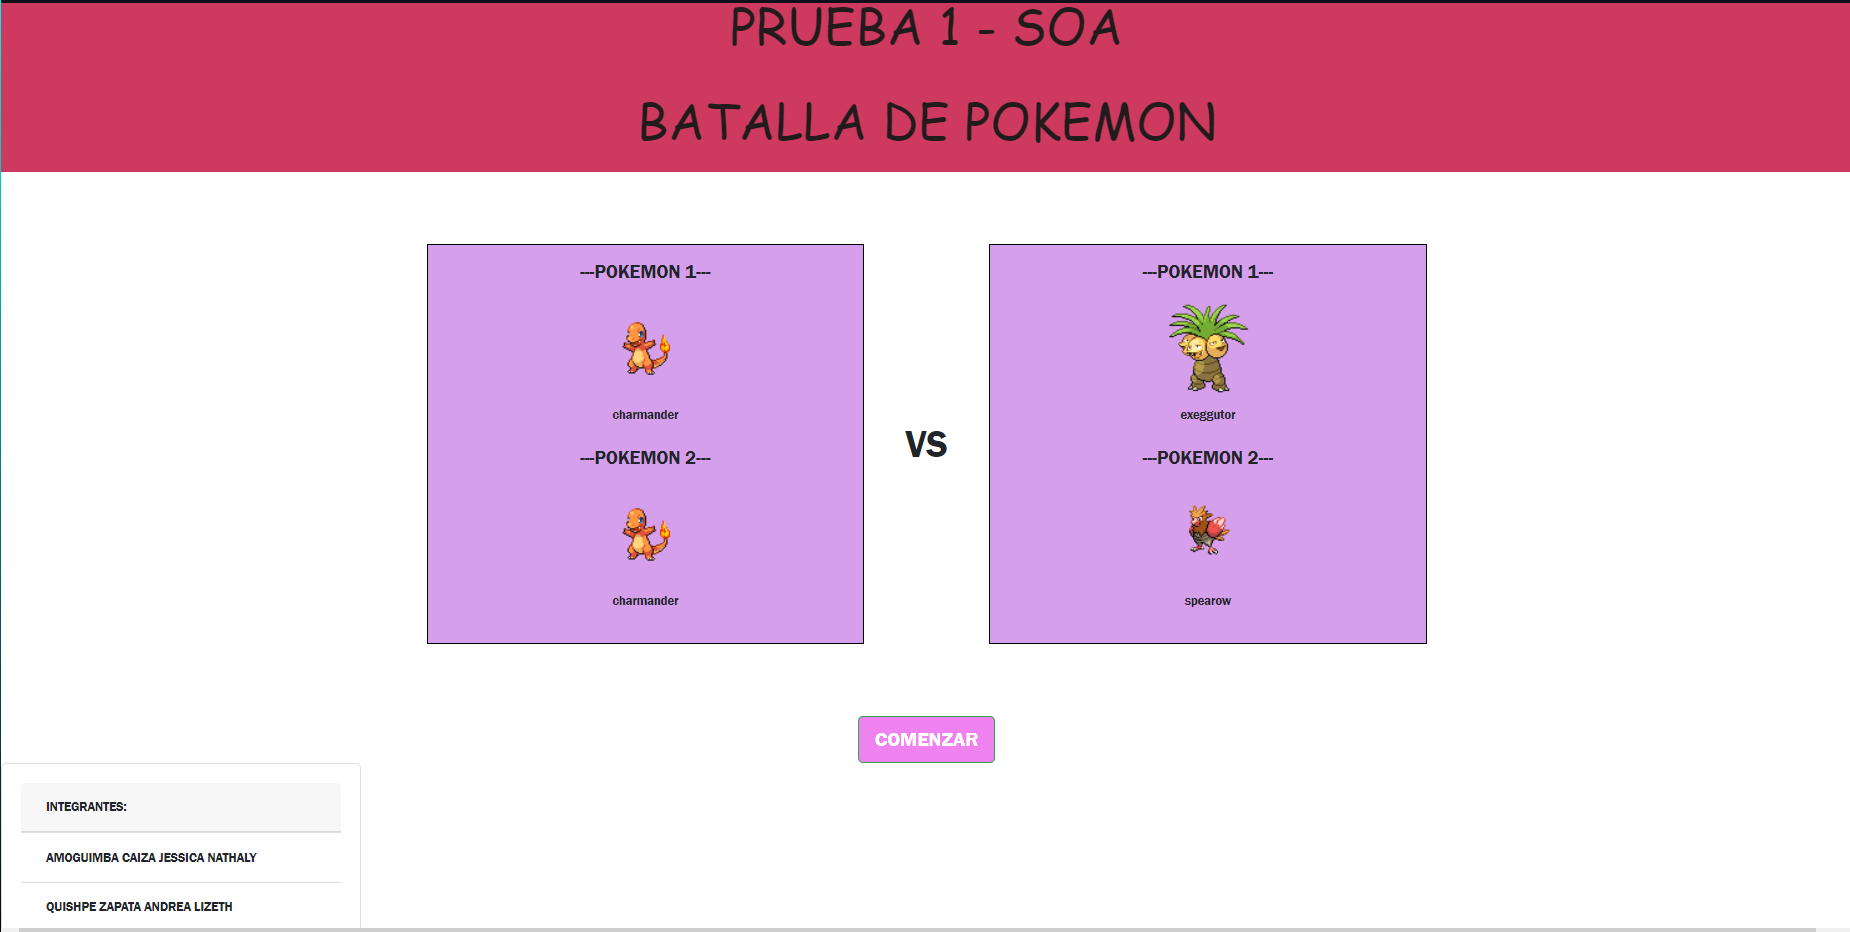 PRUEBA 1 - SOA
BATALLA DE POKEMON
---POKEMON 1---
charmander
---POKEMON 2---
charmander
VS
---POKEMON 1---
exeggutor
---POKEMON 2---
spearow
COMENZAR
INTEGRANTES:
AMOGUIMBA CAIZA JESSICA NATHALY
QUISHPE ZAPATA ANDREA LIZETH